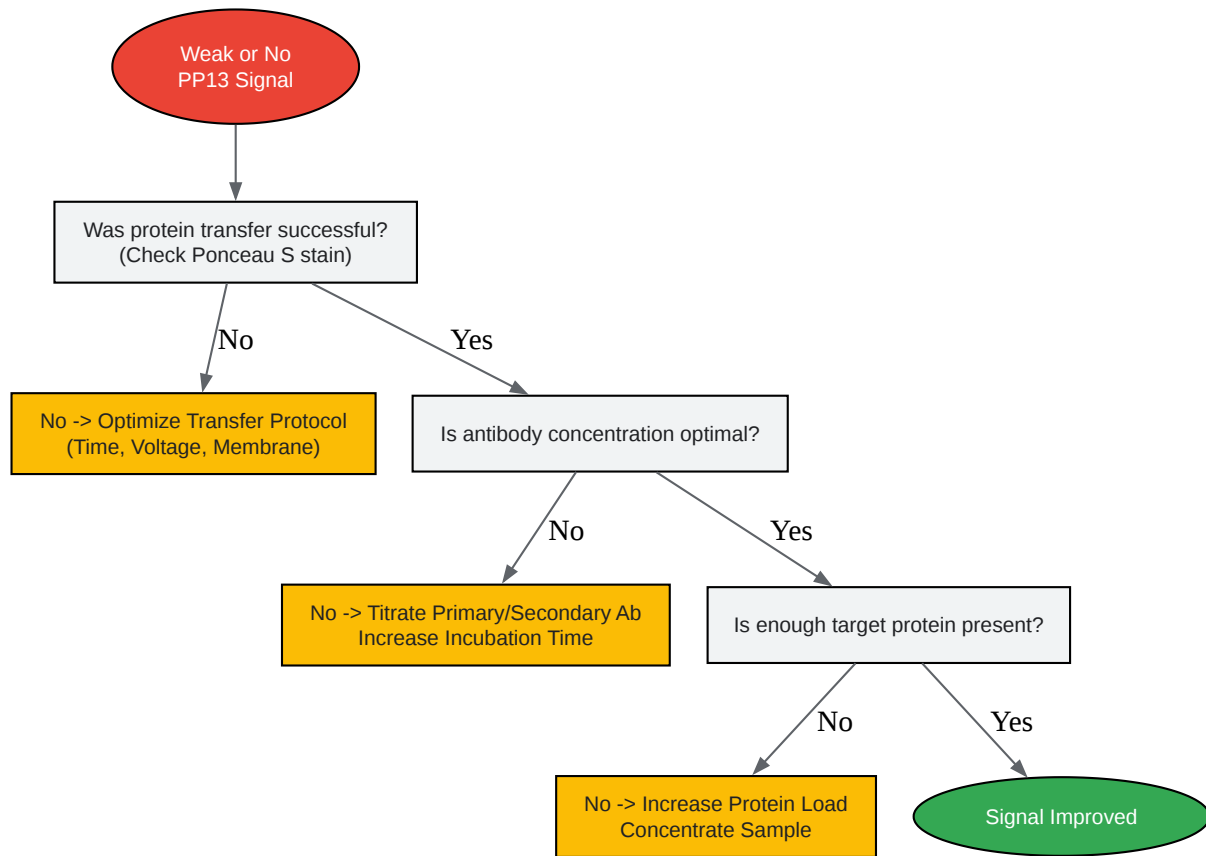 Weak or No
PP13 Signal
Was protein transfer successful?
(Check Ponceau S stain)
No
Yes
No -> Optimize Transfer Protocol
(Time, Voltage, Membrane)
Is antibody concentration optimal?
No
Yes
No -> Titrate Primary/Secondary Ab
Increase Incubation Time
Is enough target protein present?
No
Yes
No -> Increase Protein Load
Concentrate Sample
Signal Improved